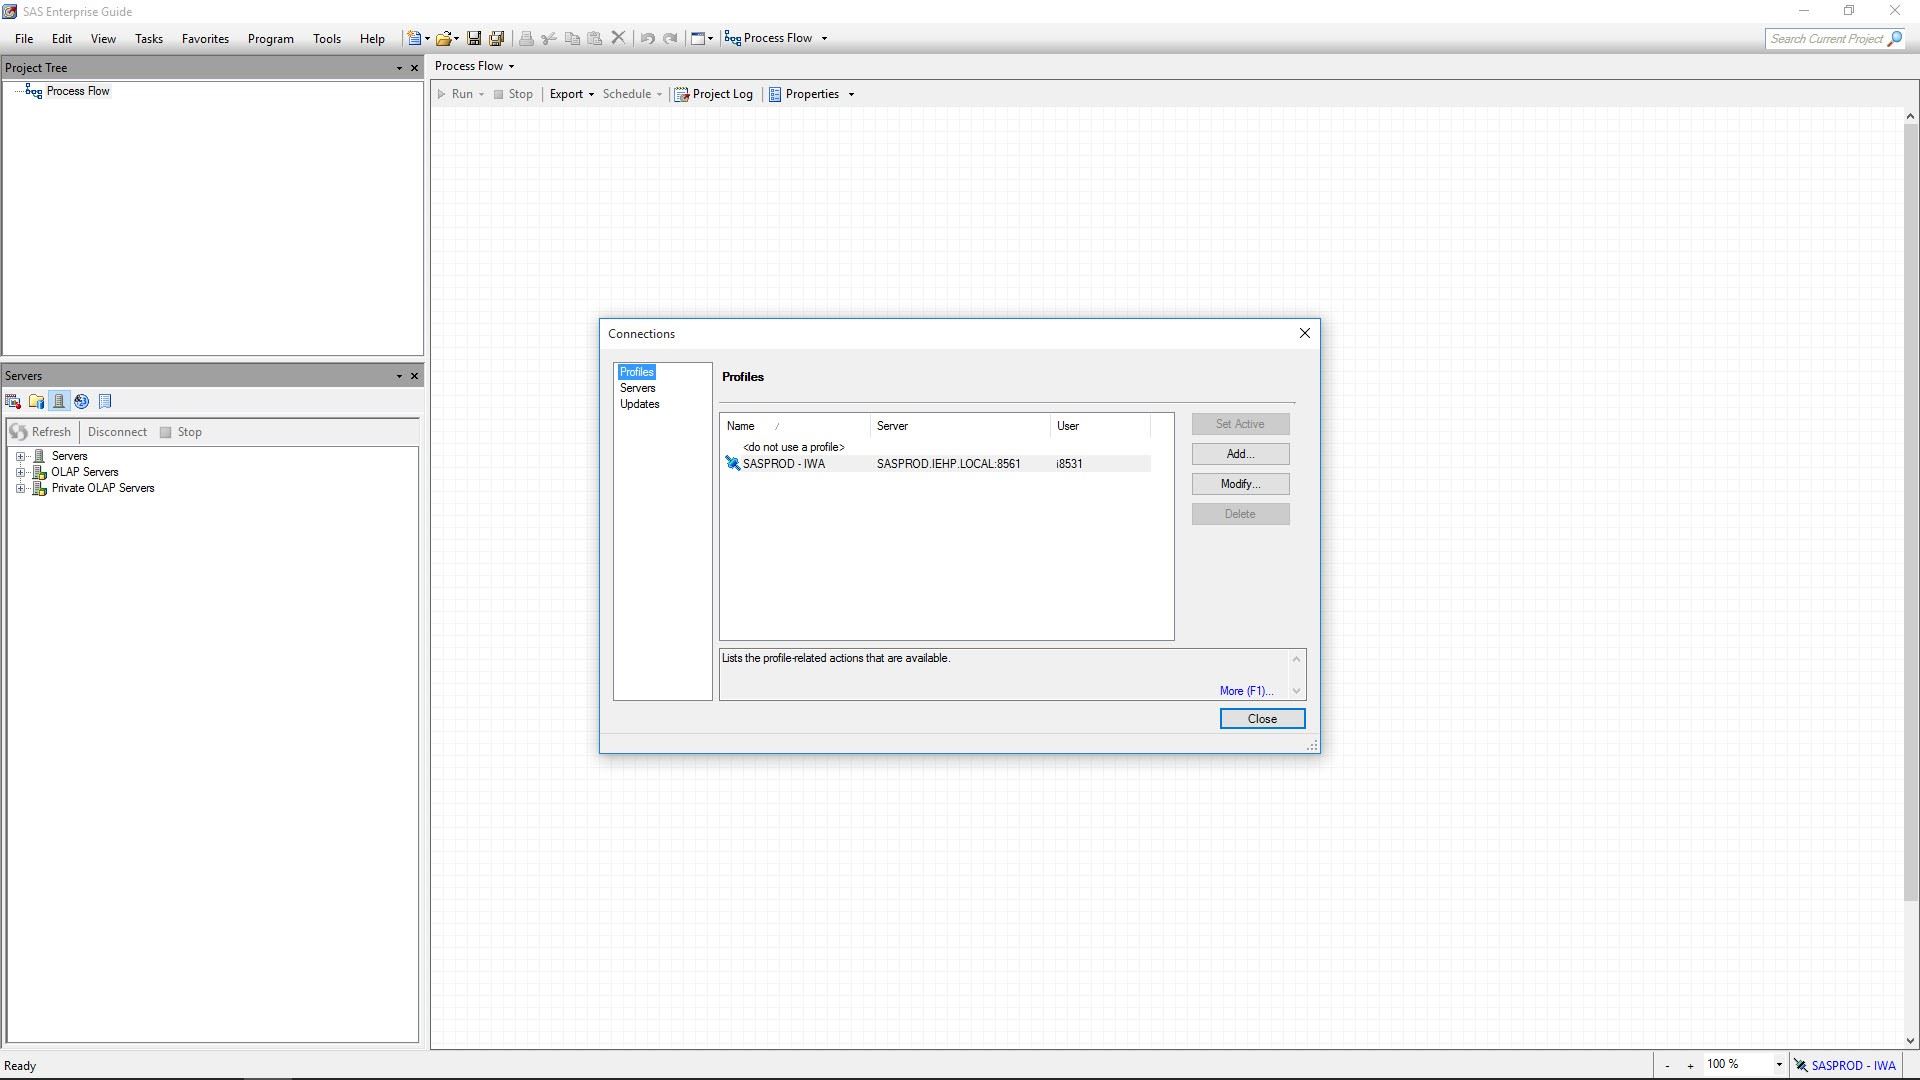 SAS Enterprise Guide
File Edit View Tasks Favorites Program Tools Help Process Flow Search Current Project
Project Tree
Process Flow
Process Flow
Run Stop Export Schedule Project Log Properties
Servers
Refresh Disconnect Stop
Servers
OLAP Servers
Private OLAP Servers
Connections
Profiles
Servers
Updates
Profiles
Name Server User
<do not use a profile>
SASPROD - IWA SASPROD.IEHP.LOCAL:8561 i8531
Set Active
Add...
Modify...
Delete
Lists the profile-related actions that are available.
More (F1)...
Close
Ready - + 100 % SASPROD - IWA